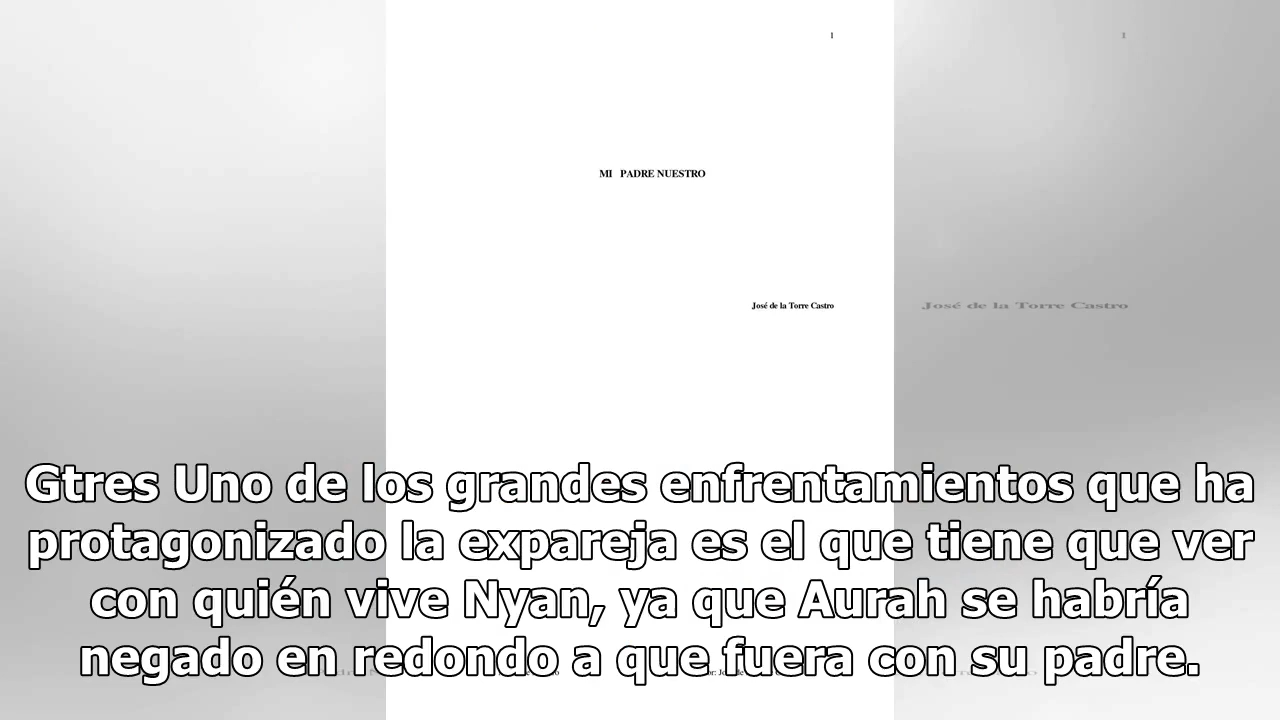 1
1
MI PADRE NUESTRO
José de la Torre Castro
José de la Torre Castro
Gtres Uno de los grandes enfrentamientos que ha
protagonizado la expareja es el que tiene que ver
con quién vive Nyan, ya que Aurah se habría
negado en redondo a que fuera con su padre.